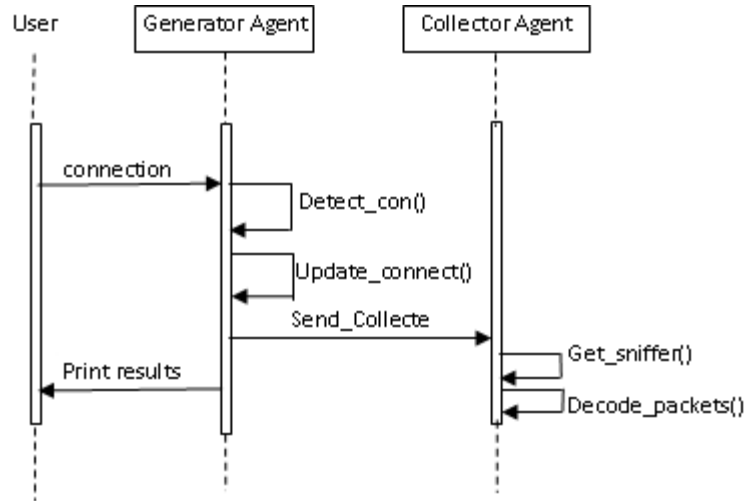 User
Generator Agent
Collector Agent
connection
Detect_con()
Update_connect()
Send_Collecte
Get_sniffer()
Print results
Decode_packets()